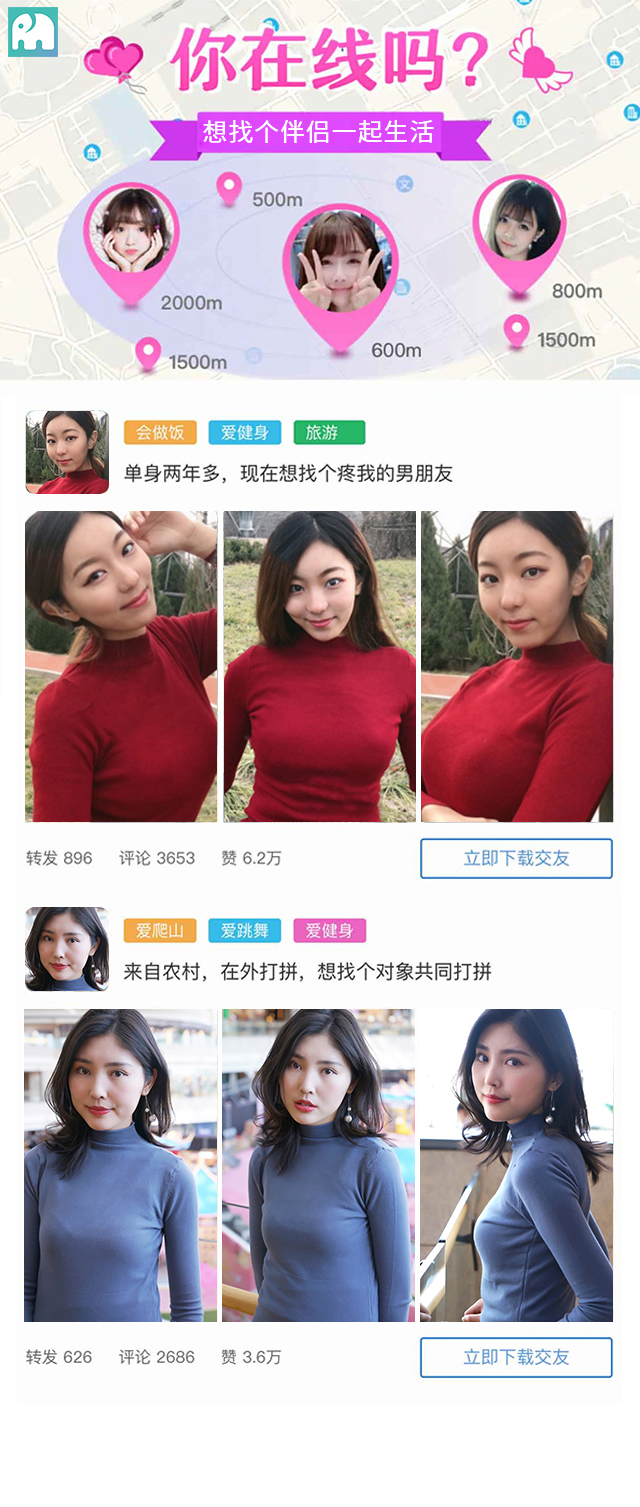 你在线吗?
想找个伴侣一起生活
500m
2000m
800m
1500m
600m
1500m
文
会做饭 爱健身 旅游
单身两年多，现在想找个疼我的男朋友
转发 896 评论 3653 赞 6.2万 立即下载交友
爱爬山 爱跳舞 爱健身
来自农村，在外打拼，想找个对象共同打拼
转发 626 评论 2686 赞 3.6万 立即下载交友